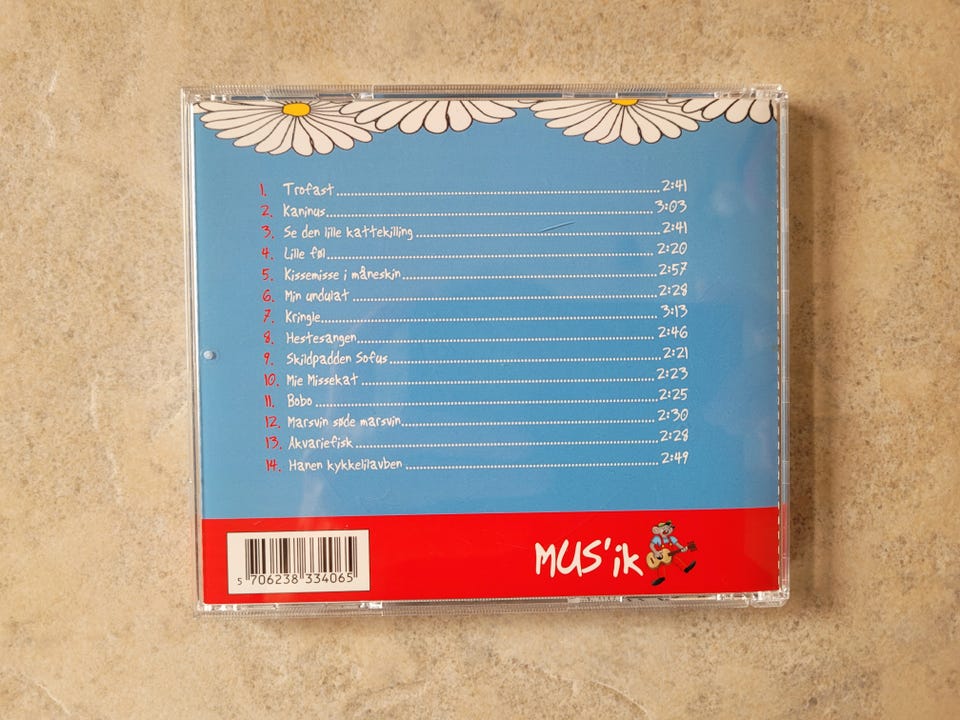 1. Trofast 2:41
2. Kaninus 3:03
3. Se den lille kattekilling 2:41
4. Lille føl 2:20
5. Kissemisse i måneskin 2:57
6. Min undulat 2:28
7. Kringle 3:13
8. Hestesangen 2:46
9. Skildpadden Sofus 2:21
10. Mie Missekat 2:23
11. Bobo 2:25
12. Marsvin søde marsvin 2:30
13. Akvariefisk 2:28
14. Hanen kykkelilavben 2:49
MUS'ik
5 706238 334065